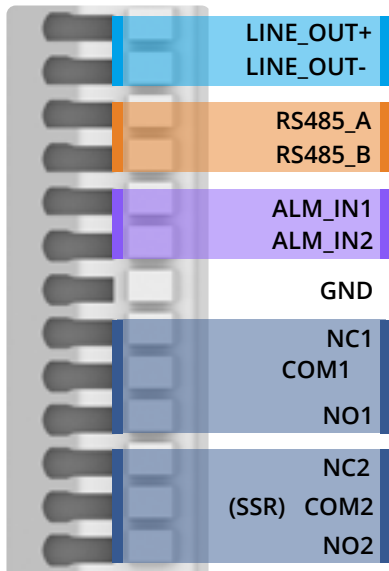 LINE_OUT+
LINE_OUT-
RS485_A
RS485_B
ALM_IN1
ALM_IN2
GND
NC1
COM1
NO1
NC2
(SSR) COM2
NO2